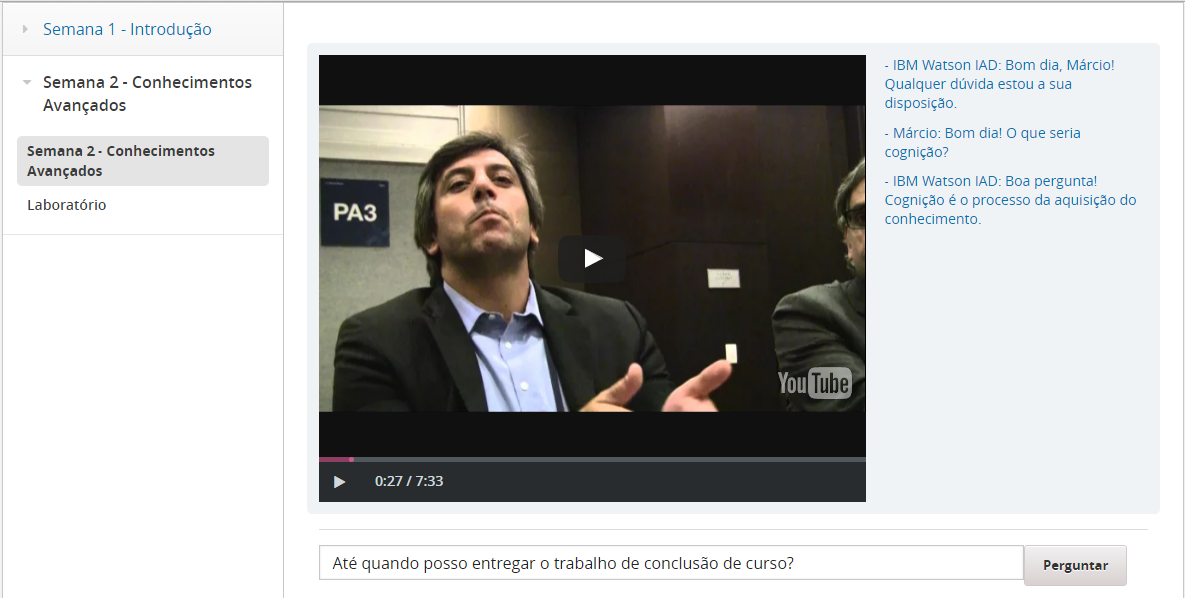 Semana 1 - Introdução
Semana 2 - Conhecimentos
Avançados
Semana 2 - Conhecimentos
Avançados
Laboratório
PA3
YouTube
0:27 / 7:33
- IBM Watson IAD: Bom dia, Márcio!
Qualquer dúvida estou a sua
disposição.
- Márcio: Bom dia! O que seria
cognição?
- IBM Watson IAD: Boa pergunta!
Cognição é o processo da aquisição do
conhecimento.
Até quando posso entregar o trabalho de conclusão de curso?
Perguntar